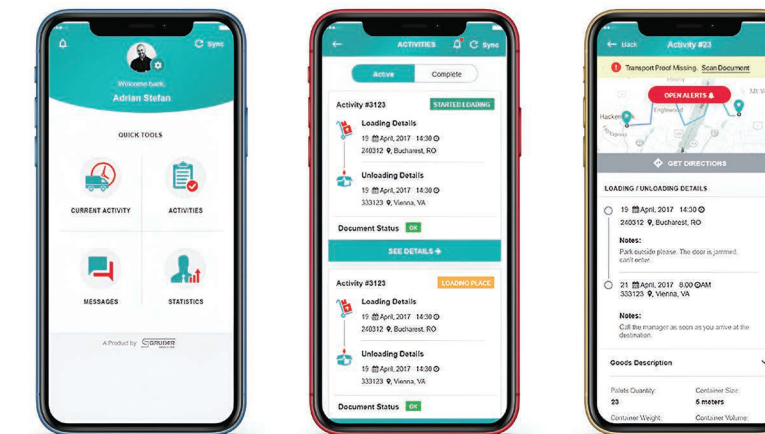 Sync
Welcome back,
Adrian Stefan
QUICK TOOLS
CURRENT ACTIVITY
ACTIVITIES
MESSAGES
STATISTICS
A Product by
ACTIVITIES
Sync
Active
Complete
Activity #3123
STARTED LOADING
Loading Details
19 April, 2017 14:30
240312 Bucharest, RO
Unloading Details
19 April, 2017 14:30
333123 Vienna, VA
Document Status OK
SEE DETAILS
Activity #3123
LOADING PLACE
Loading Details
19 April, 2017 14:30
240312 Bucharest, RO
Unloading Details
19 April, 2017 14:30
333123 Vienna, VA
Document Status OK
Back
Activity #23
Transport Proof Missing. Scan Document
OPEN ALERTS
Englewood
GET DIRECTIONS
LOADING / UNLOADING DETAILS
19 April, 2017 14:30
240312 Bucharest, RO
Notes:
Park outside please. The door is jammed,
can't enter.
21 April, 2017 8.00 AM
333123 Vienna, VA
Notes:
Call the manager as soon as you arrive at the
destination.
Goods Description
Palets Quantity:
Container Size:
23
5 meters
Container Weight:
Container Volume: